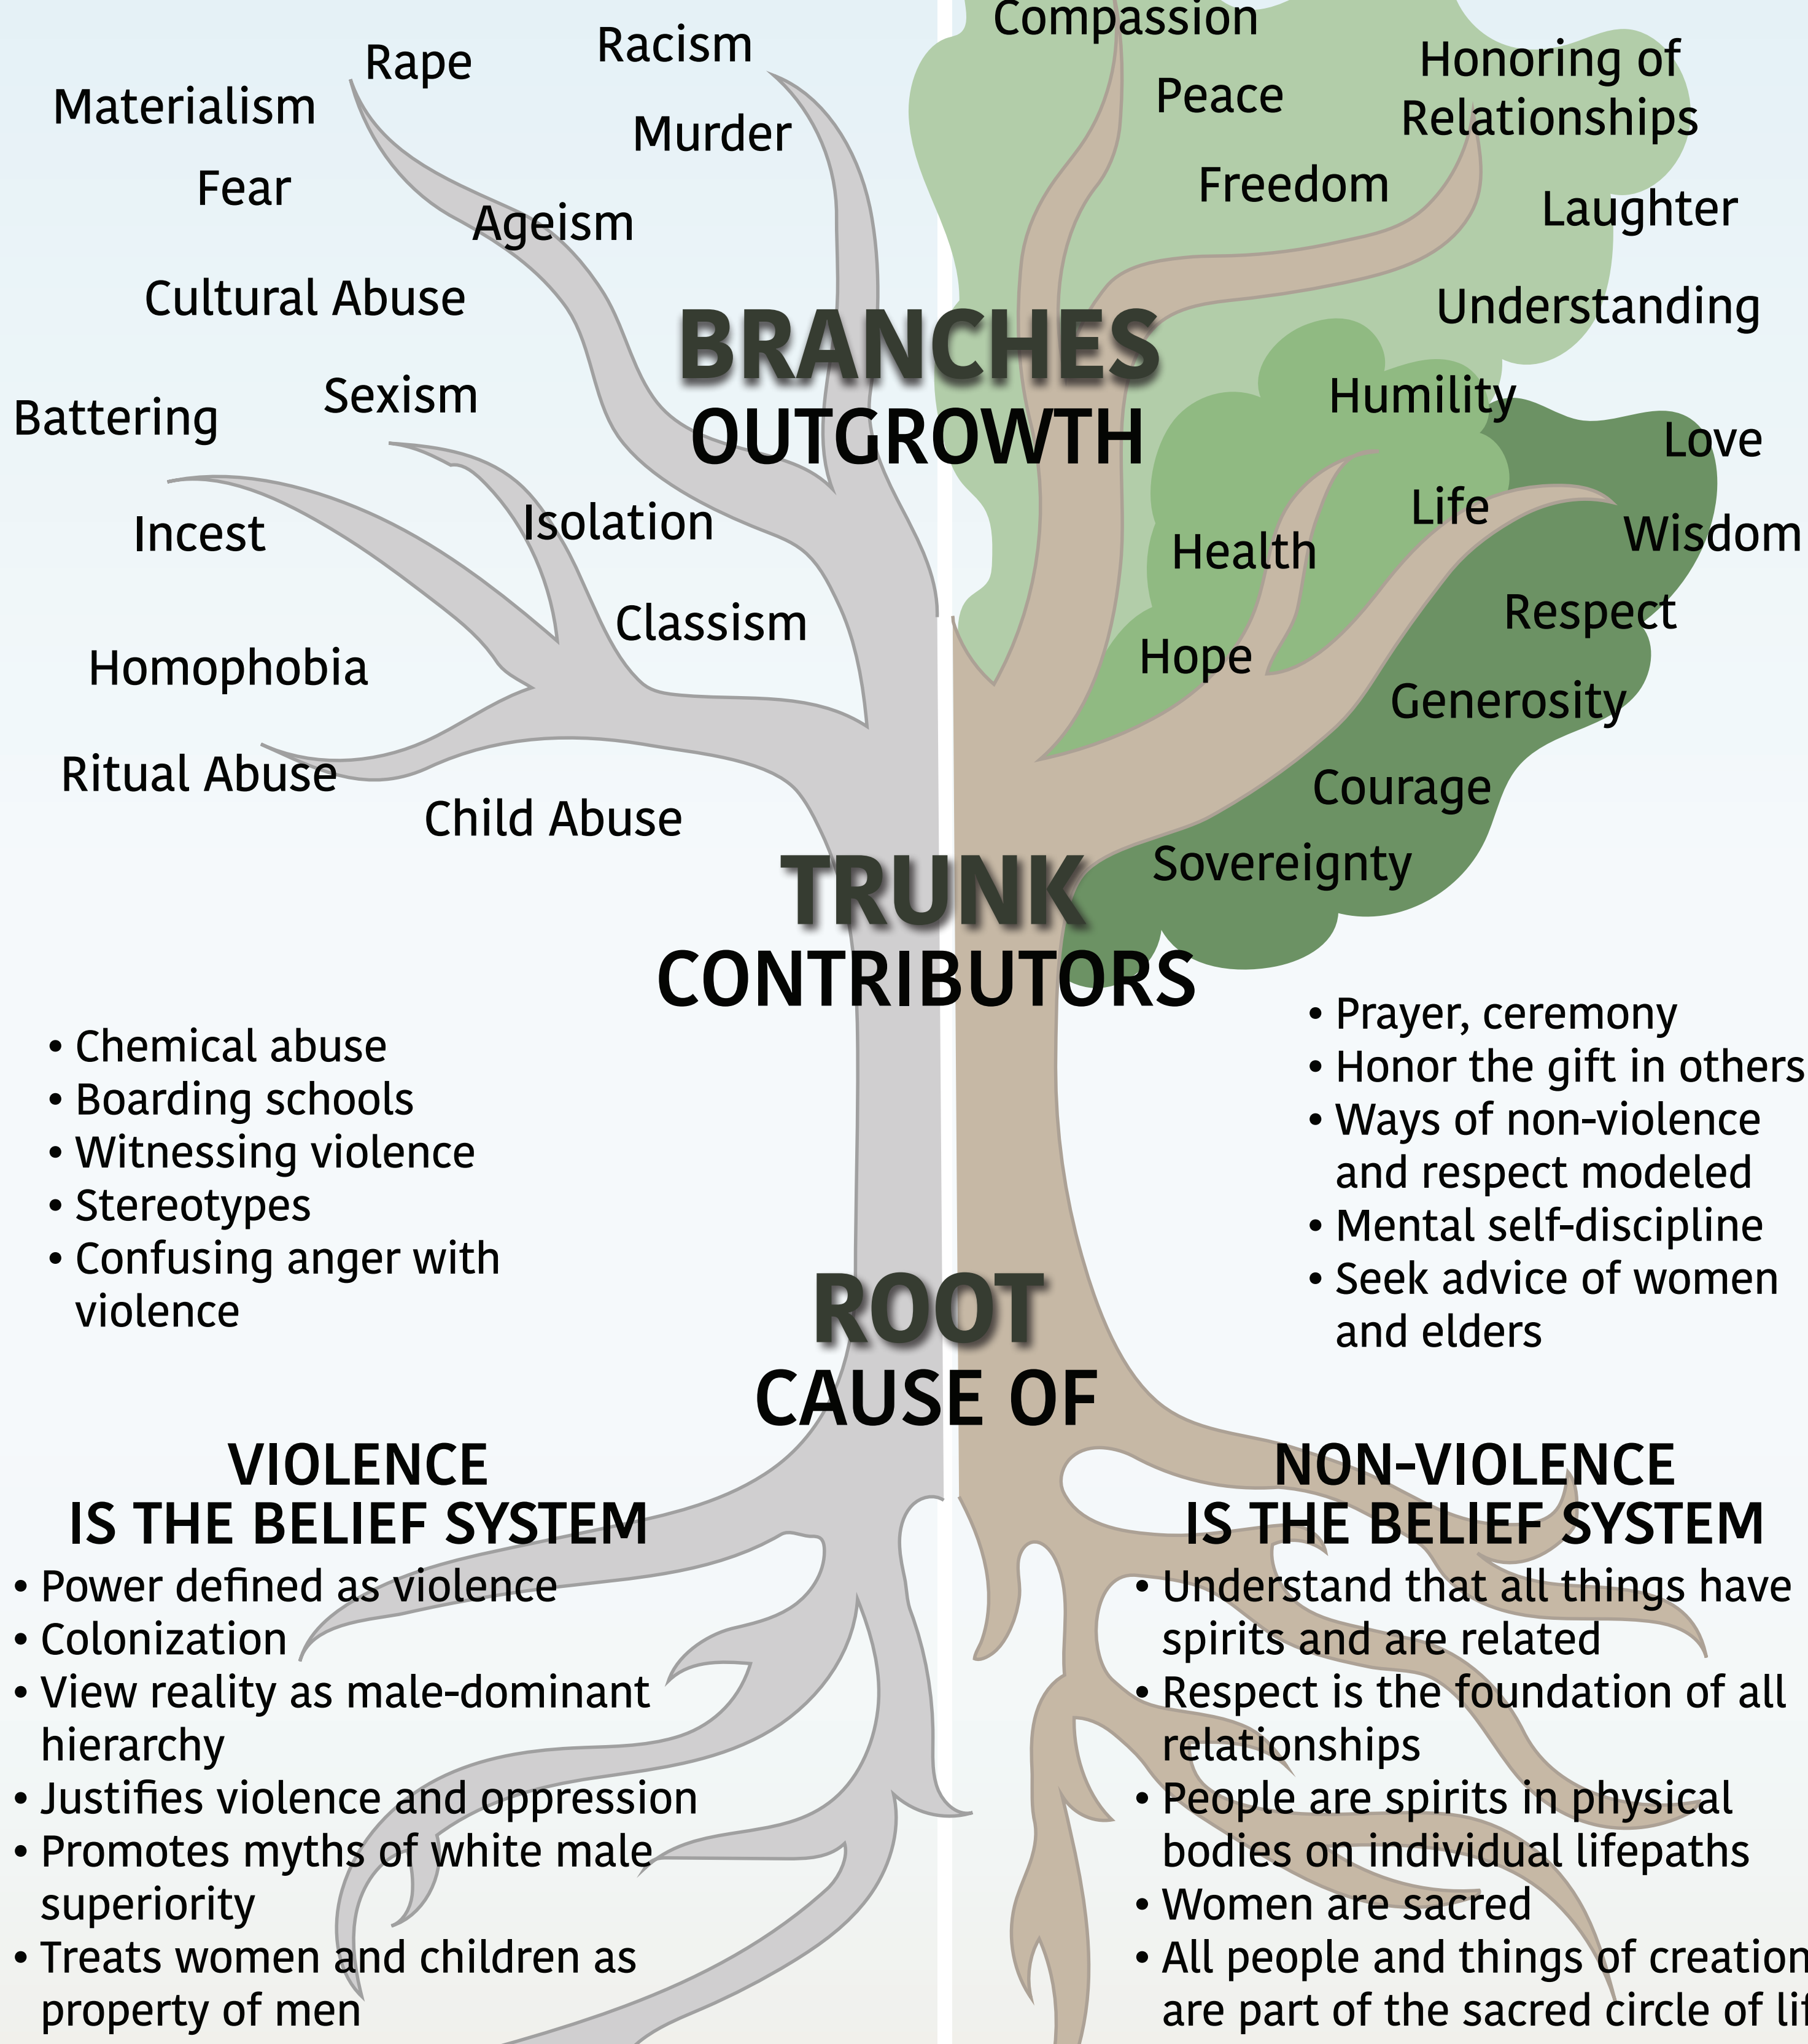 Compassion
Rape
Racism
Materialism
Murder
Fear
Ageism
Cultural Abuse
Battering
Sexism
Incest
Isolation
Classism
Homophobia
Ritual Abuse
Child Abuse
Peace
Honoring of
Relationships
Freedom
Laughter
Understanding
Humility
Love
Life
Wisdom
Health
Respect
Hope
Generosity
Courage
Sovereignty
BRANCHES
OUTGROWTH
TRUNK
CONTRIBUTORS
• Chemical abuse
• Boarding schools
• Witnessing violence
• Stereotypes
• Confusing anger with
violence
• Prayer, ceremony
• Honor the gift in others
• Ways of non-violence
and respect modeled
• Mental self-discipline
• Seek advice of women
and elders
ROOT
CAUSE OF
VIOLENCE
IS THE BELIEF SYSTEM
• Power defined as violence
• Colonization
• View reality as male-dominant
hierarchy
• Justifies violence and oppression
• Promotes myths of white male
superiority
• Treats women and children as
property of men
NON-VIOLENCE
IS THE BELIEF SYSTEM
• Understand that all things have
spirits and are related
• Respect is the foundation of all
relationships
• People are spirits in physical
bodies on individual lifepaths
• Women are sacred
• All people and things of creation
are part of the sacred circle of